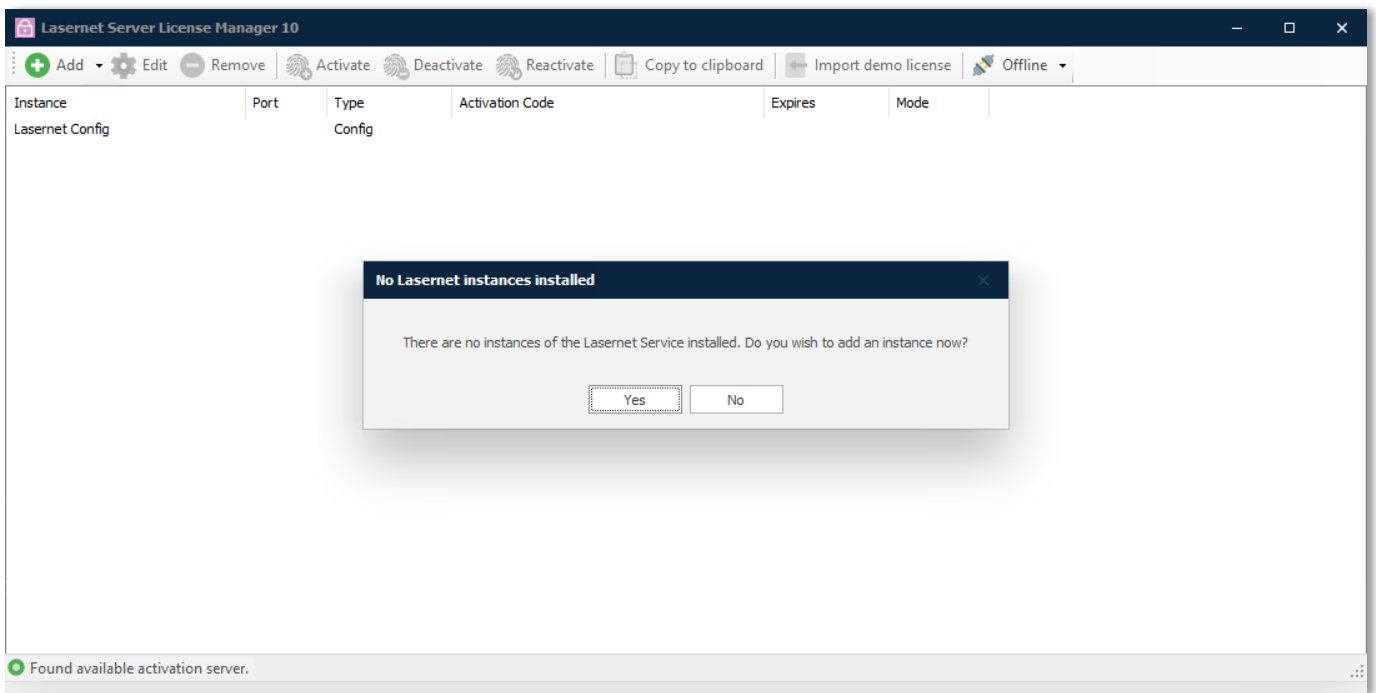 Lasernet Server License Manager 10
Add Edit Remove Activate Deactivate Reactivate Copy to clipboard Import demo license Offline
Instance Port Type Activation Code Expires Mode
Lasernet Config Config
No Lasernet instances installed
There are no instances of the Lasernet Service installed. Do you wish to add an instance now?
Yes No
Found available activation server.